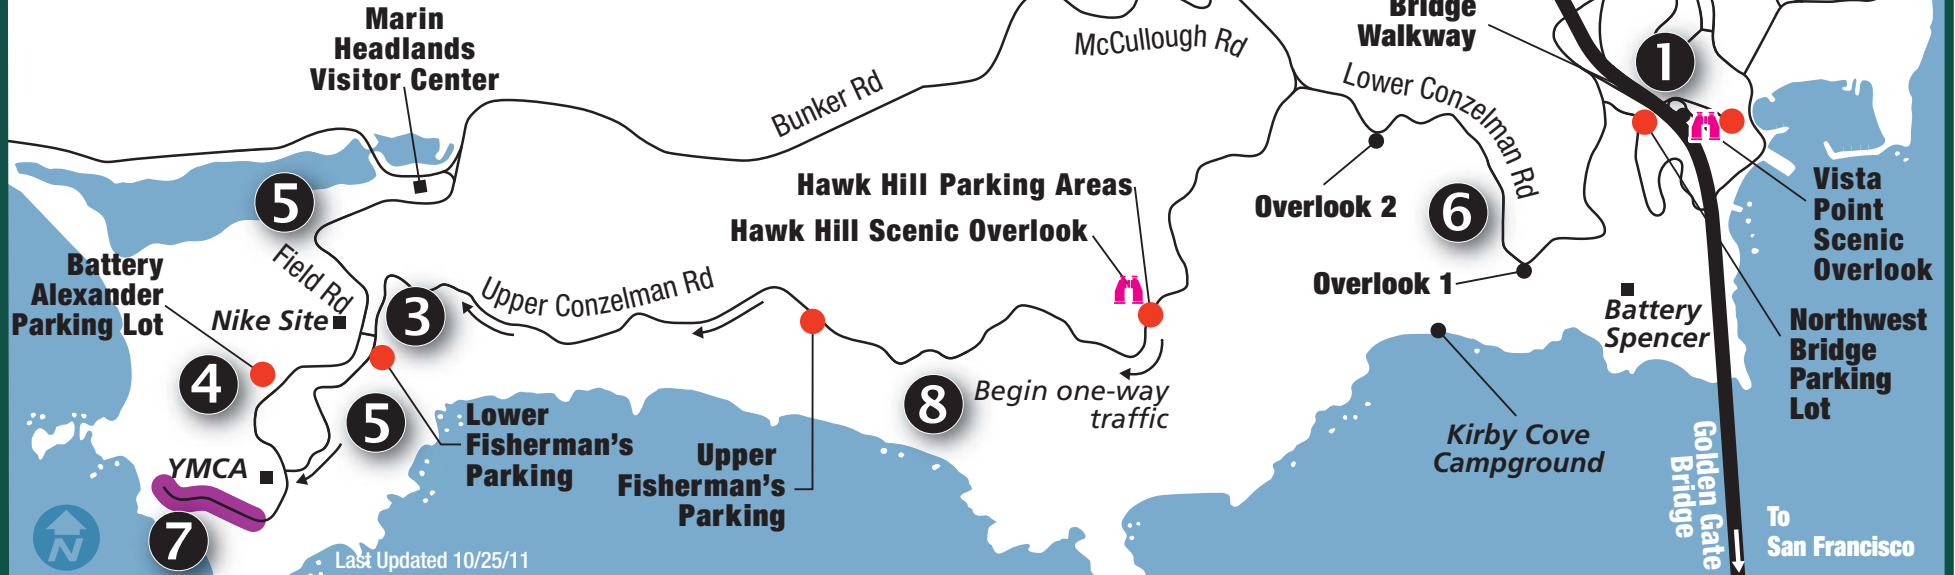 Marin
Headlands
Visitor Center
Bunker Rd
McCullough Rd
Bridge
Walkway
1
Lower Conzelman Rd
5
Hawk Hill Parking Areas
Hawk Hill Scenic Overlook
Overlook 2
6
Vista
Point
Scenic
Overlook
Battery
Alexander
Parking Lot
Field Rd
Nike Site
3
Upper Conzelman Rd
Overlook 1
Battery
Spencer
Northwest
Bridge
Parking
Lot
4
5
Lower
Fisherman's
Parking
8
Begin one-way
traffic
Kirby Cove
Campground
Upper
Fisherman's
Parking
YMCA
7
N
Golden Gate
Bridge
To
San Francisco
Last Updated 10/25/11